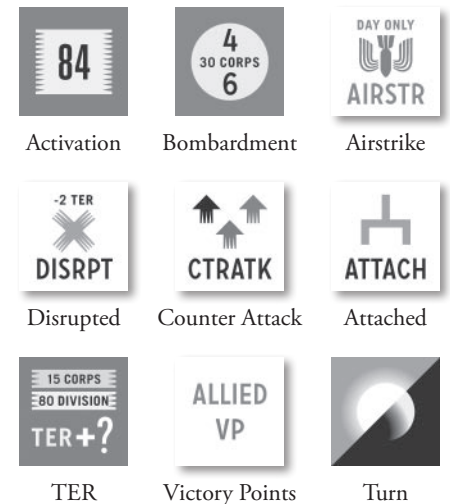 84
4
30 CORPS
6
DAY ONLY
AIRSTR
Activation
Bombardment
Airstrike
-2 TER
DISRPT
CTRATK
ATTACH
Disrupted
Counter Attack
Attached
15 CORPS
80 DIVISION
TER+?
ALLIED
VP
TER
Victory Points
Turn